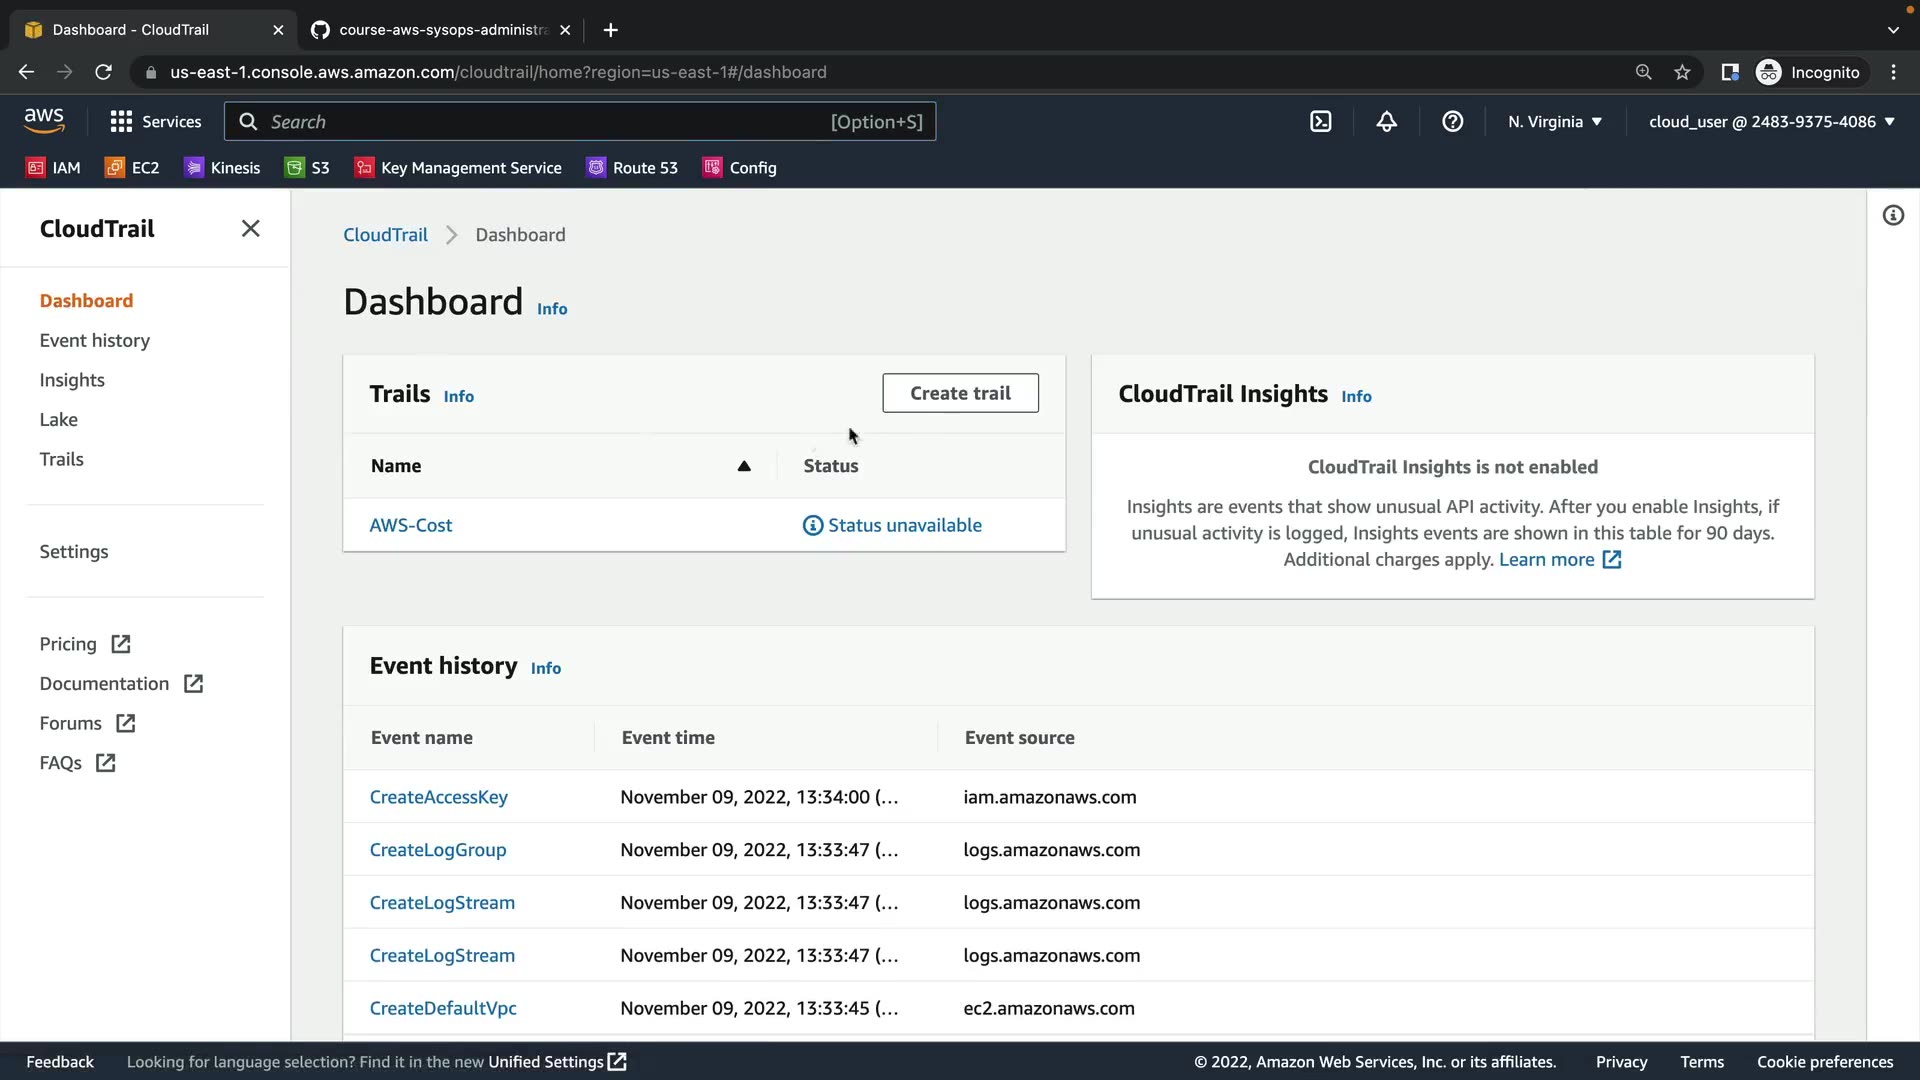 Dashboard - CloudTrail
course-aws-sysops-administra
us-east-1.console.aws.amazon.com/cloudtrail/home?region=us-east-1#/dashboard
Incognito
aws
Services
Search
[Option+S]
N. Virginia
cloud_user @ 2483-9375-4086
IAM
EC2
Kinesis
S3
Key Management Service
Route 53
Config
CloudTrail
Dashboard
Event history
Insights
Lake
Trails
Settings
Pricing
Documentation
Forums
FAQs
CloudTrail
Dashboard
Dashboard Info
Trails Info
Create trail
Name
Status
AWS-Cost
Status unavailable
CloudTrail Insights Info
CloudTrail Insights is not enabled
Insights are events that show unusual API activity. After you enable Insights, if
unusual activity is logged, Insights events are shown in this table for 90 days.
Additional charges apply. Learn more
Event history Info
Event name Event time Event source
CreateAccessKey November 09, 2022, 13:34:00 (... iam.amazonaws.com
CreateLogGroup November 09, 2022, 13:33:47 (... logs.amazonaws.com
CreateLogStream November 09, 2022, 13:33:47 (... logs.amazonaws.com
CreateLogStream November 09, 2022, 13:33:47 (... logs.amazonaws.com
CreateDefaultVpc November 09, 2022, 13:33:45 (... ec2.amazonaws.com
Feedback
Looking for language selection? Find it in the new Unified Settings
© 2022, Amazon Web Services, Inc. or its affiliates.
Privacy
Terms
Cookie preferences